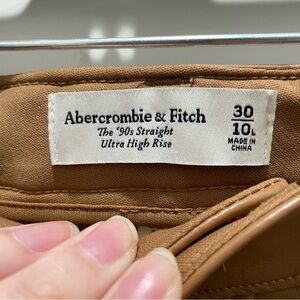 Abercrombie & Fitch
The '90s Straight
Ultra High Rise
30
10L
MADE IN
CHINA